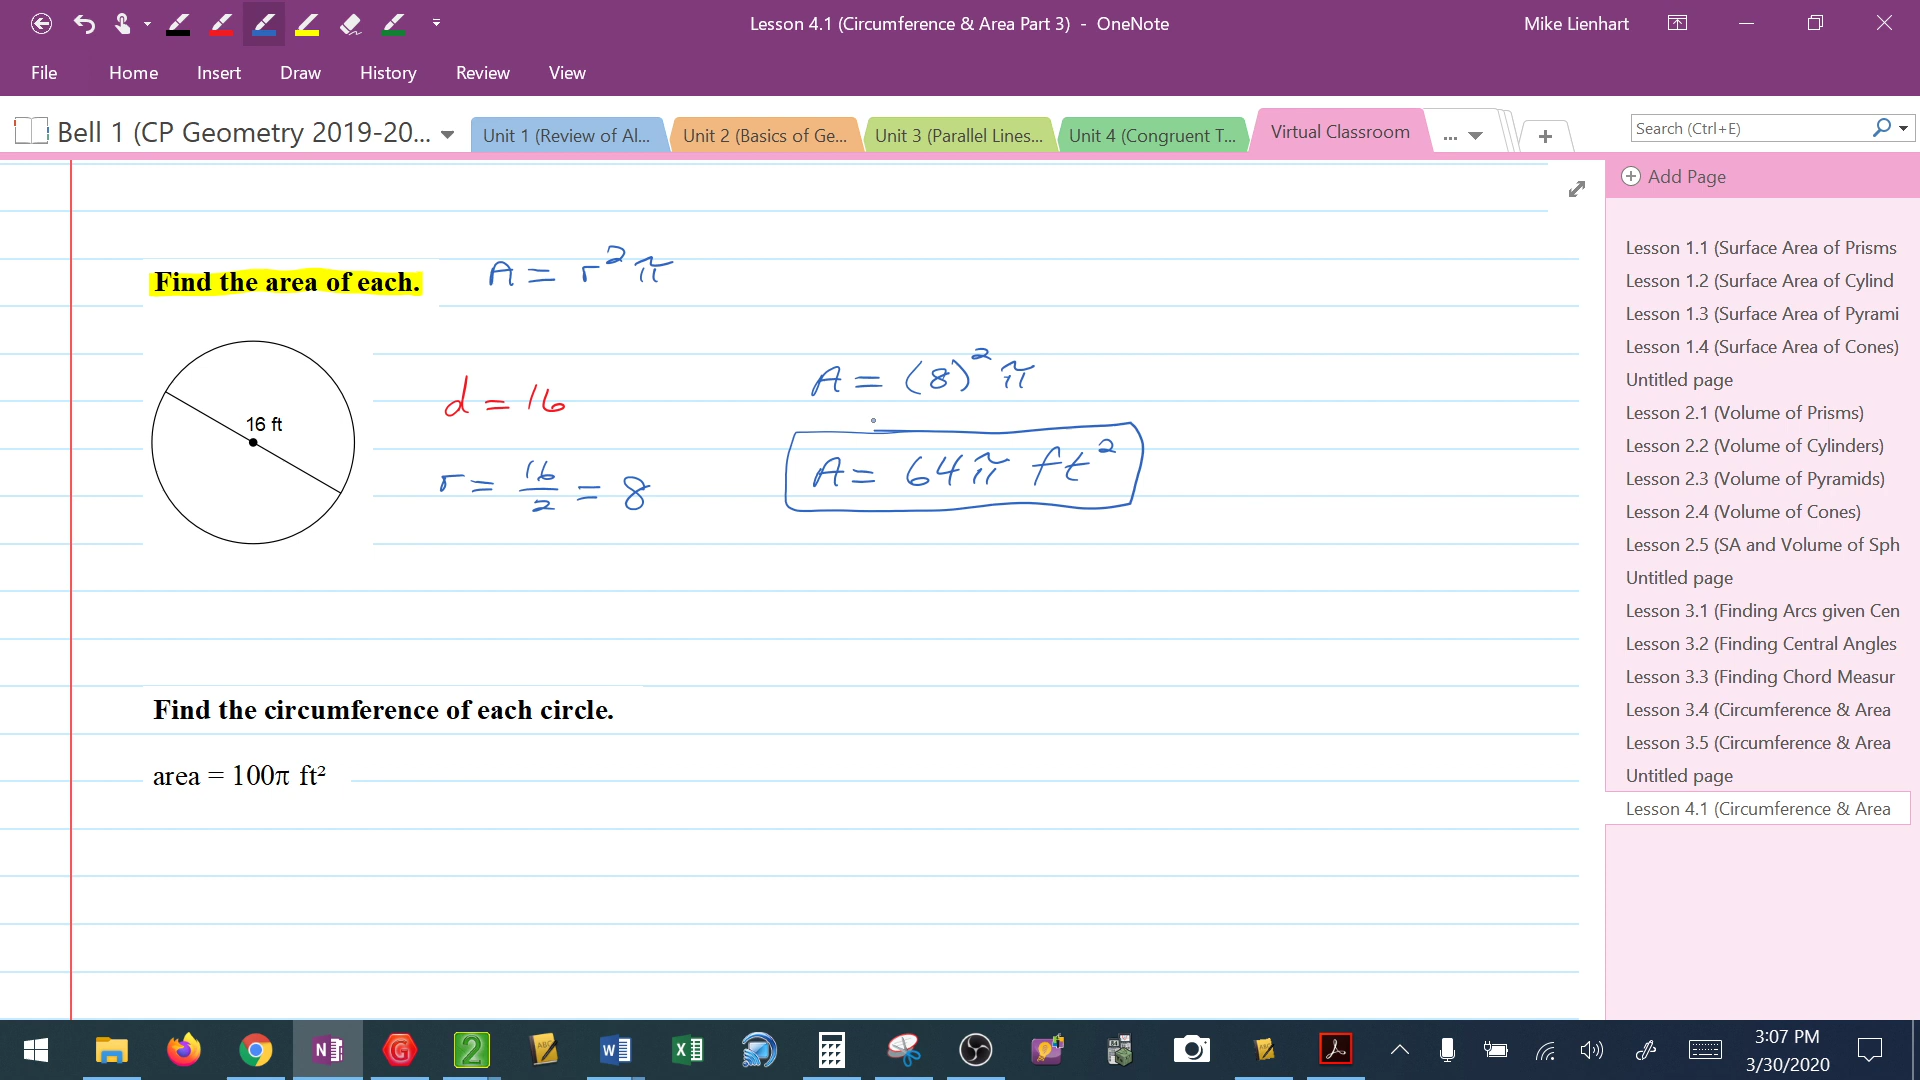 Lesson 4.1 (Circumference & Area Part 3) - OneNote
Mike Lienhart
File Home Insert Draw History Review View
Bell 1 (CP Geometry 2019-20...
Unit 1 (Review of Al...
Unit 2 (Basics of Ge...
Unit 3 (Parallel Lines...
Unit 4 (Congruent T...
Virtual Classroom
...
Search (Ctrl+E)
Add Page
Find the area of each.
A = r² π
16 ft
d = 16
r = 16/2 = 8
A = (8)² π
A = 64π ft²
Find the circumference of each circle.
area = 100π ft²
Lesson 1.1 (Surface Area of Prisms
Lesson 1.2 (Surface Area of Cylind
Lesson 1.3 (Surface Area of Pyrami
Lesson 1.4 (Surface Area of Cones)
Untitled page
Lesson 2.1 (Volume of Prisms)
Lesson 2.2 (Volume of Cylinders)
Lesson 2.3 (Volume of Pyramids)
Lesson 2.4 (Volume of Cones)
Lesson 2.5 (SA and Volume of Sph
Untitled page
Lesson 3.1 (Finding Arcs given Cen
Lesson 3.2 (Finding Central Angles
Lesson 3.3 (Finding Chord Measur
Lesson 3.4 (Circumference & Area
Lesson 3.5 (Circumference & Area
Untitled page
Lesson 4.1 (Circumference & Area
3:07 PM
3/30/2020